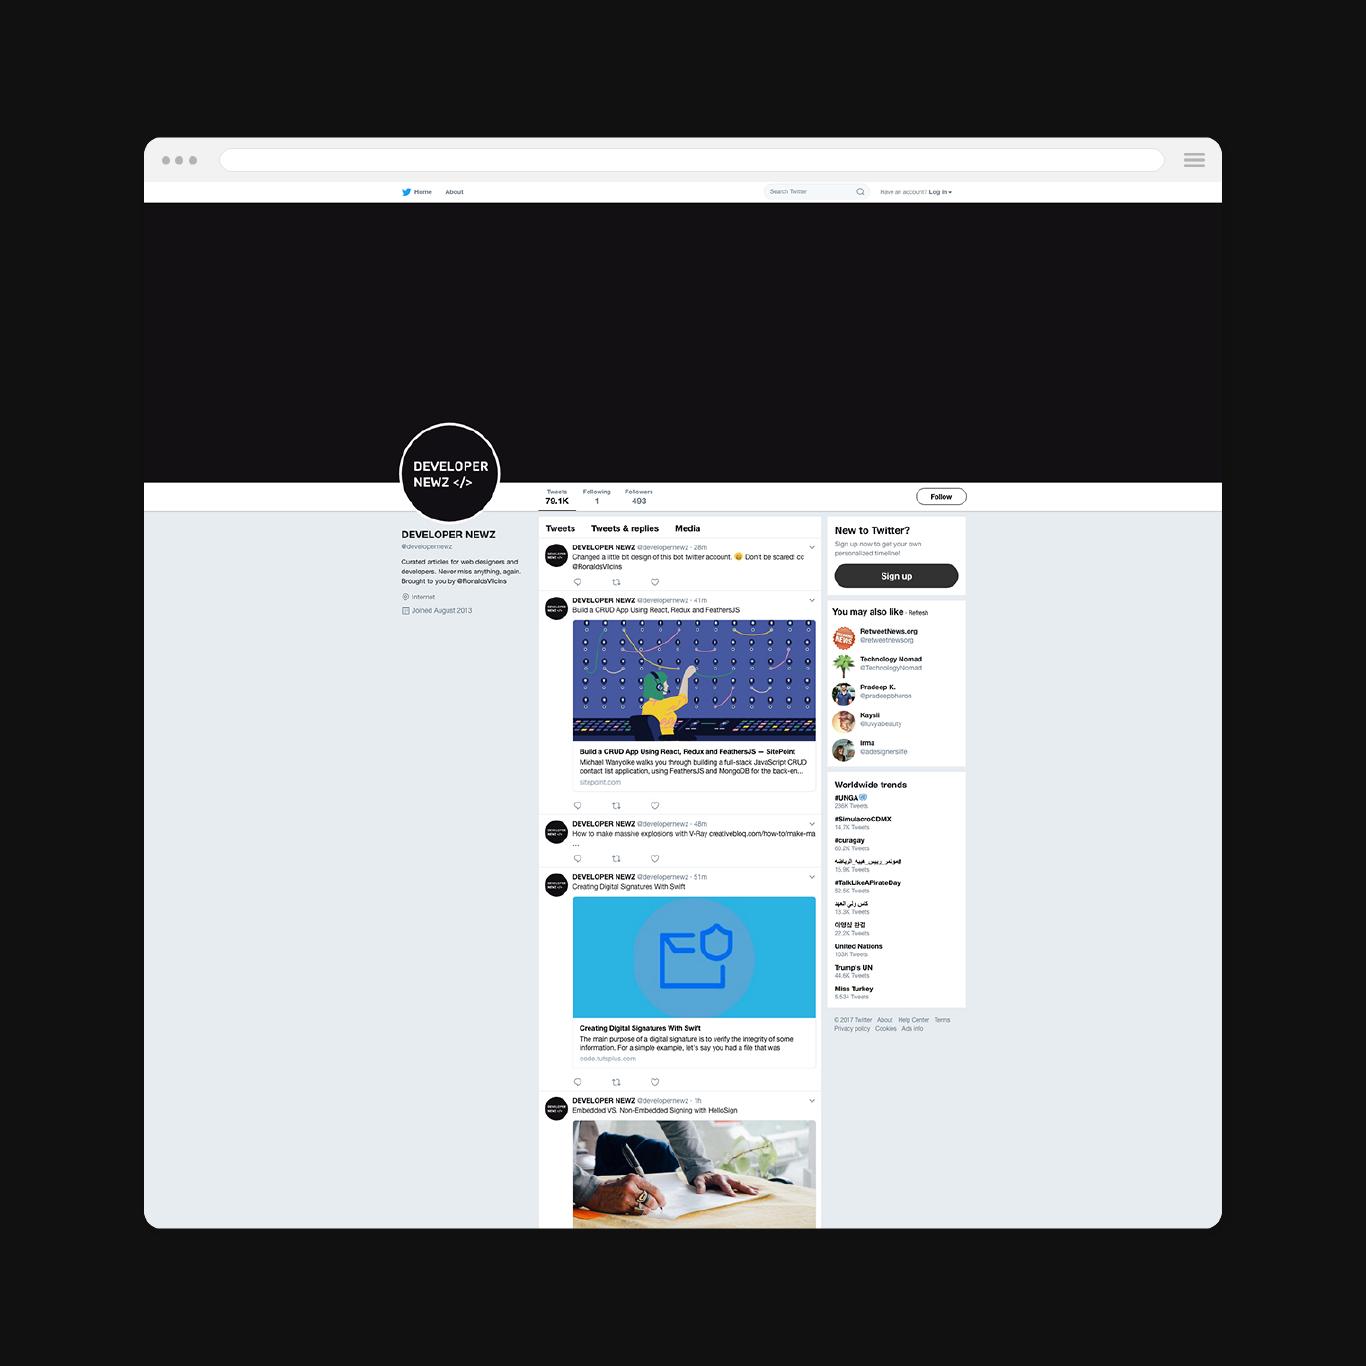 Home
About
Search Twitter
Have an account? Log in
DEVELOPER
NEWZ </>
Tweets
79.1K
Following
1
Followers
493
Follow
DEVELOPER NEWZ
@developernewz
Curated articles for web designers and
developers. Never miss anything, again.
Brought to you by @RonaldsVilcins
Internet
Joined August 2013
Tweets
Tweets & replies
Media
DEVELOPER NEWZ @developernewz · 28m
Changed a little bit design of this bot twitter account. 😄 Don't be scared! cc
@RonaldsVilcins
DEVELOPER NEWZ @developernewz · 41m
Build a CRUD App Using React, Redux and FeathersJS
Build a CRUD App Using React, Redux and FeathersJS — SitePoint
Michael Wanyoike walks you through building a full-stack JavaScript CRUD
contact list application, using FeathersJS and MongoDB for the back-en...
sitepoint.com
DEVELOPER NEWZ @developernewz · 48m
How to make massive explosions with V-Ray creativebloq.com/how-to/make-ma
...
DEVELOPER NEWZ @developernewz · 51m
Creating Digital Signatures With Swift
Creating Digital Signatures With Swift
The main purpose of a digital signature is to verify the integrity of some
information. For a simple example, let's say you had a file that was
code.tutsplus.com
DEVELOPER NEWZ @developernewz · 1h
Embedded VS. Non-Embedded Signing with HelloSign
New to Twitter?
Sign up now to get your own
personalized timeline!
Sign up
You may also like · Refresh
RetweetNews.org
@retweetnewsorg
Technology Nomad
@TechnologyNomad
Pradeep K.
Kaysii
@luvyabeauty
Irma
@adesignerslife
Worldwide trends
#UNGA
236K Tweets
#SimulacroCDMX
14.7K Tweets
#curagay
60.2K Tweets
#مؤتمر_رييس_هييه_الرياضه
15.9K Tweets
#TalkLikeAPirateDay
52.5K Tweets
كاس ولي العهد
13.3K Tweets
22.2K Tweets
United Nations
103K Tweets
Trump's UN
44.6K Tweets
Miss Turkey
Tweets
© 2017 Twitter About Help Center Terms
Privacy policy Cookies Ads info